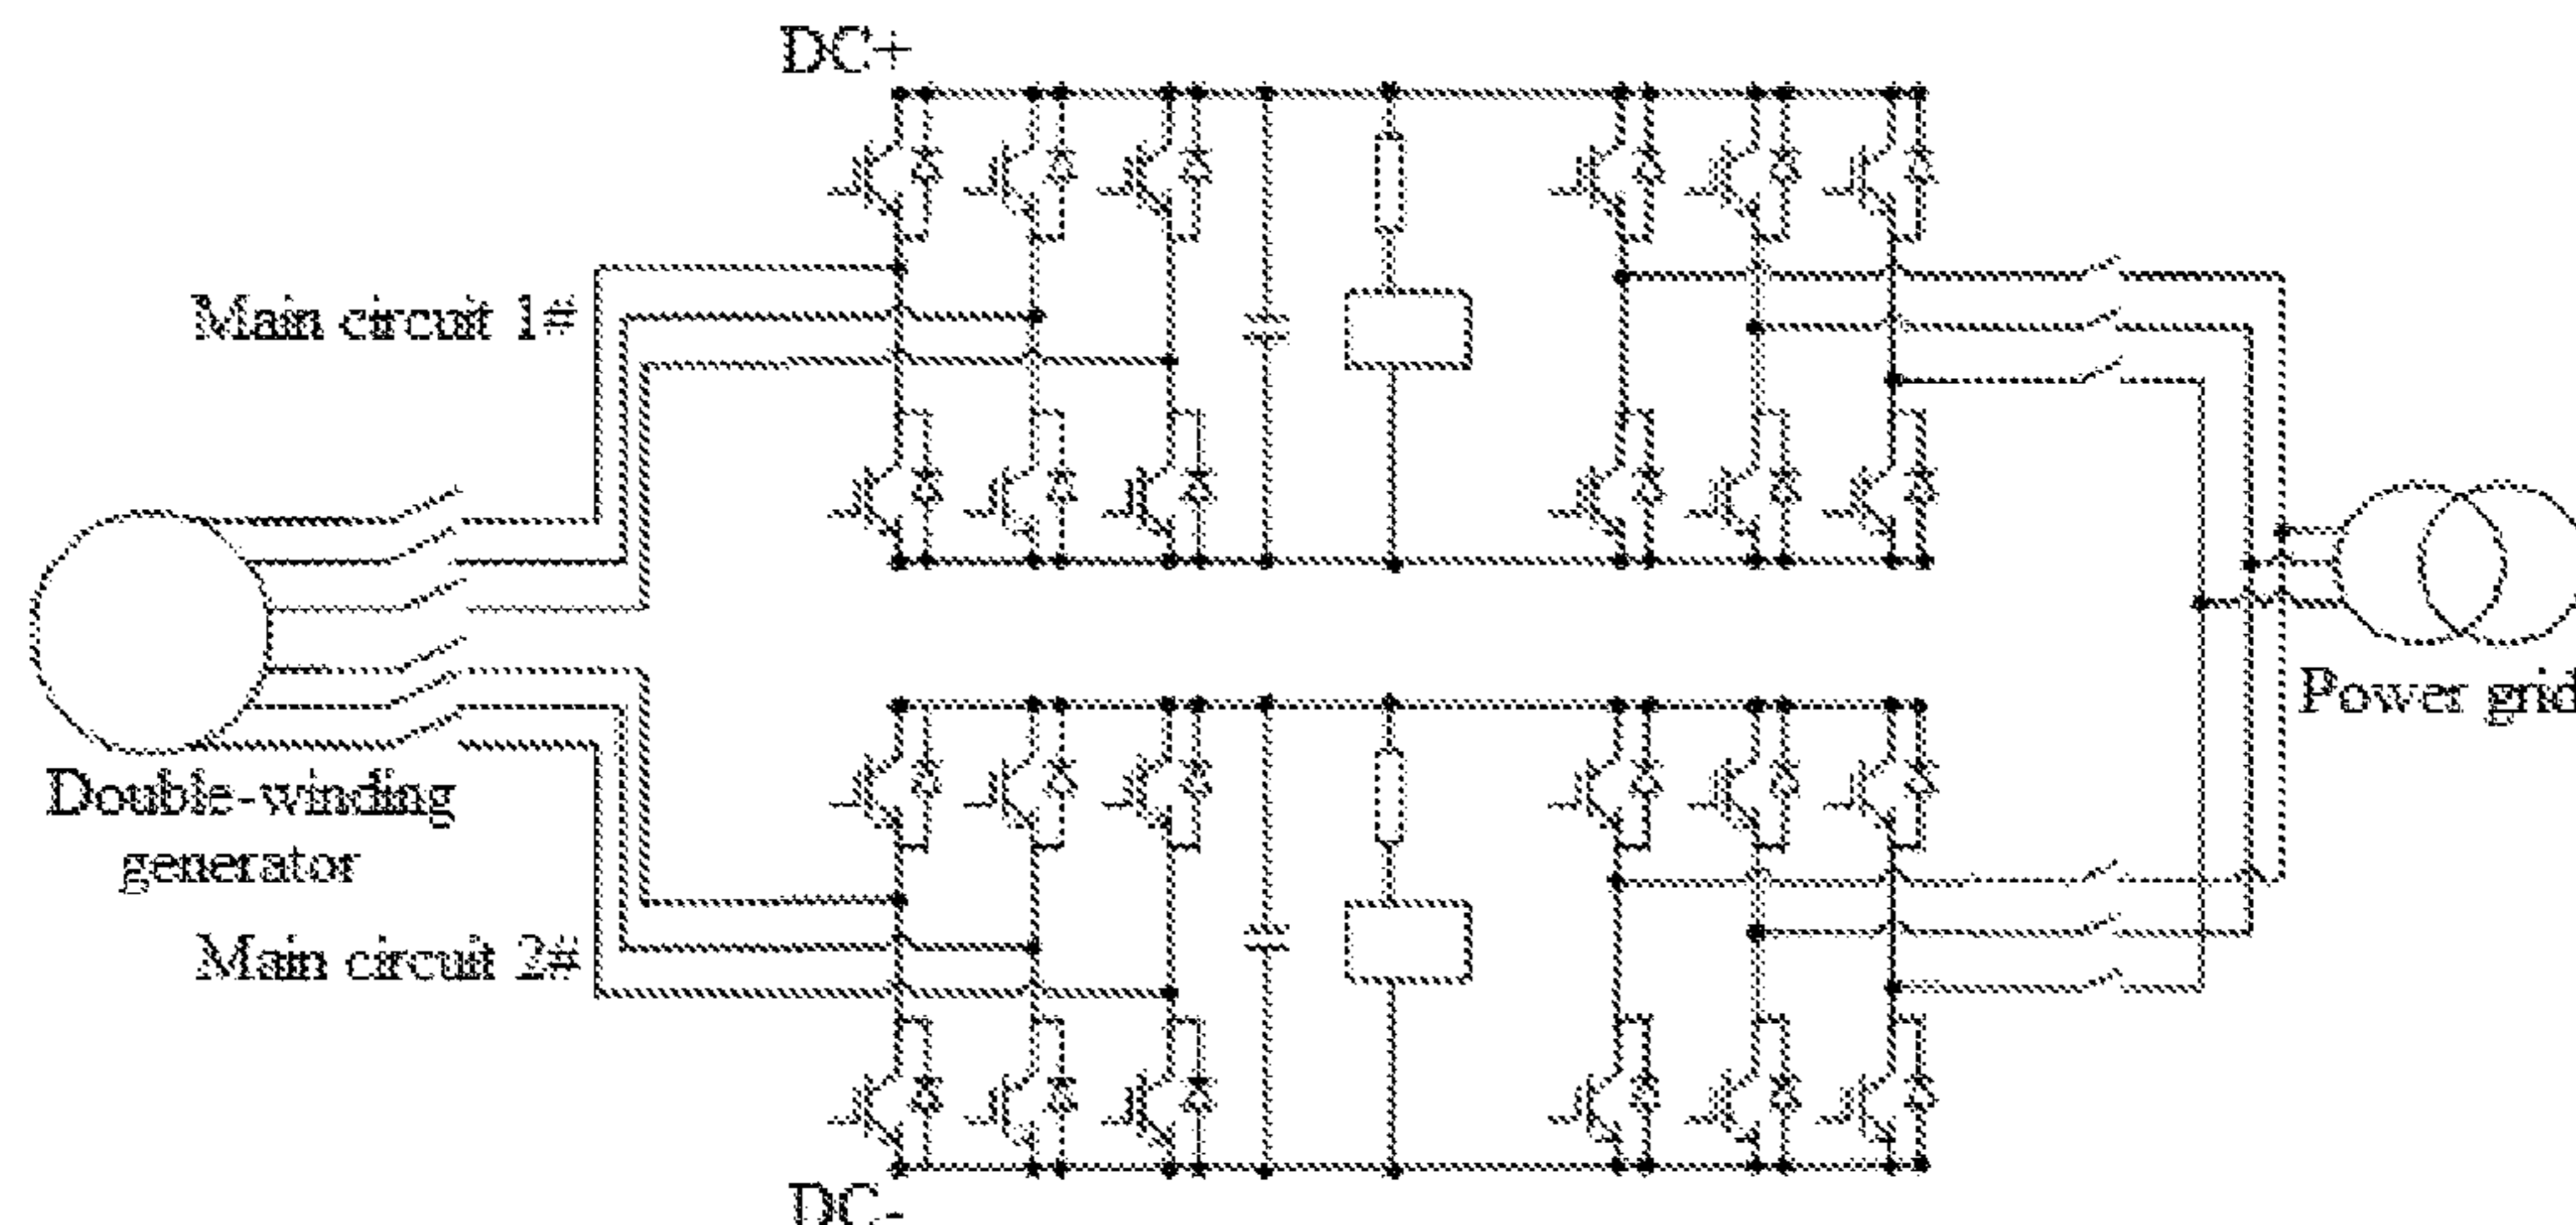 DC+
Main circuit 1#
Power grid
Double-winding
generator
Main circuit 2#
DC-